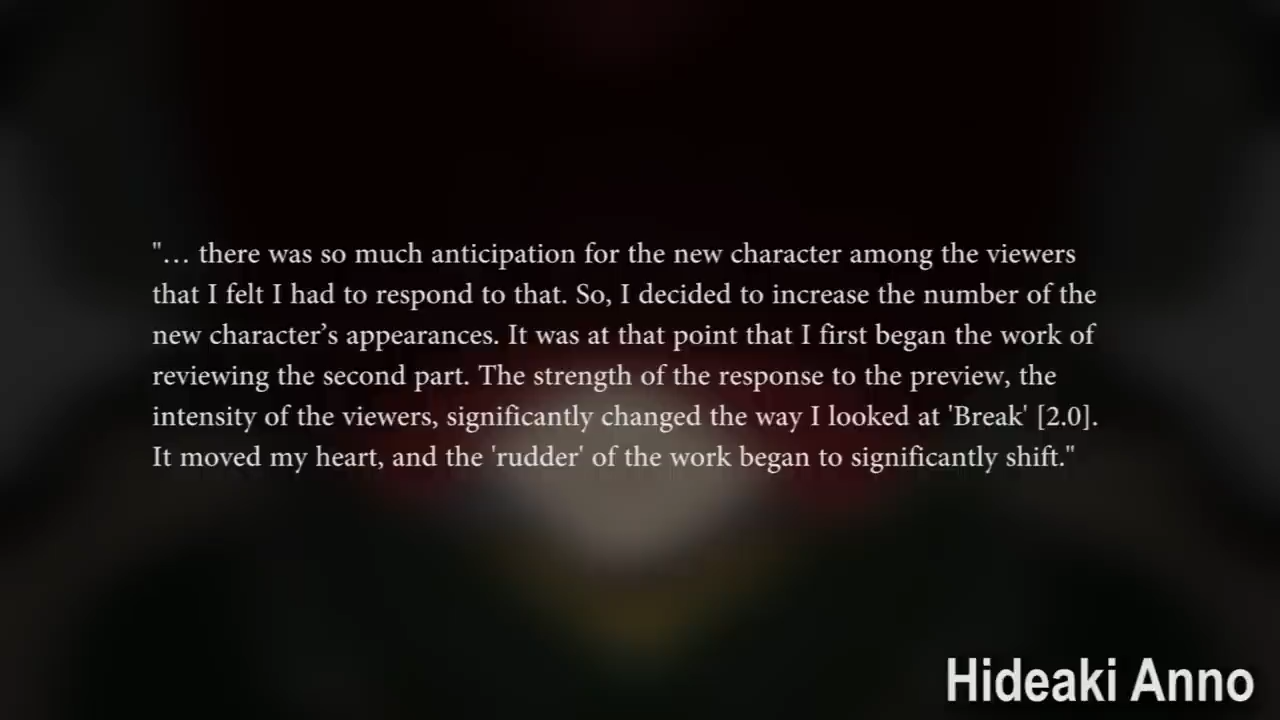 "… there was so much anticipation for the new character among the viewers
that I felt I had to respond to that. So, I decided to increase the number of the
new character’s appearances. It was at that point that I first began the work of
reviewing the second part. The strength of the response to the preview, the
intensity of the viewers, significantly changed the way I looked at 'Break' [2.0].
It moved my heart, and the 'rudder' of the work began to significantly shift."
Hideaki Anno